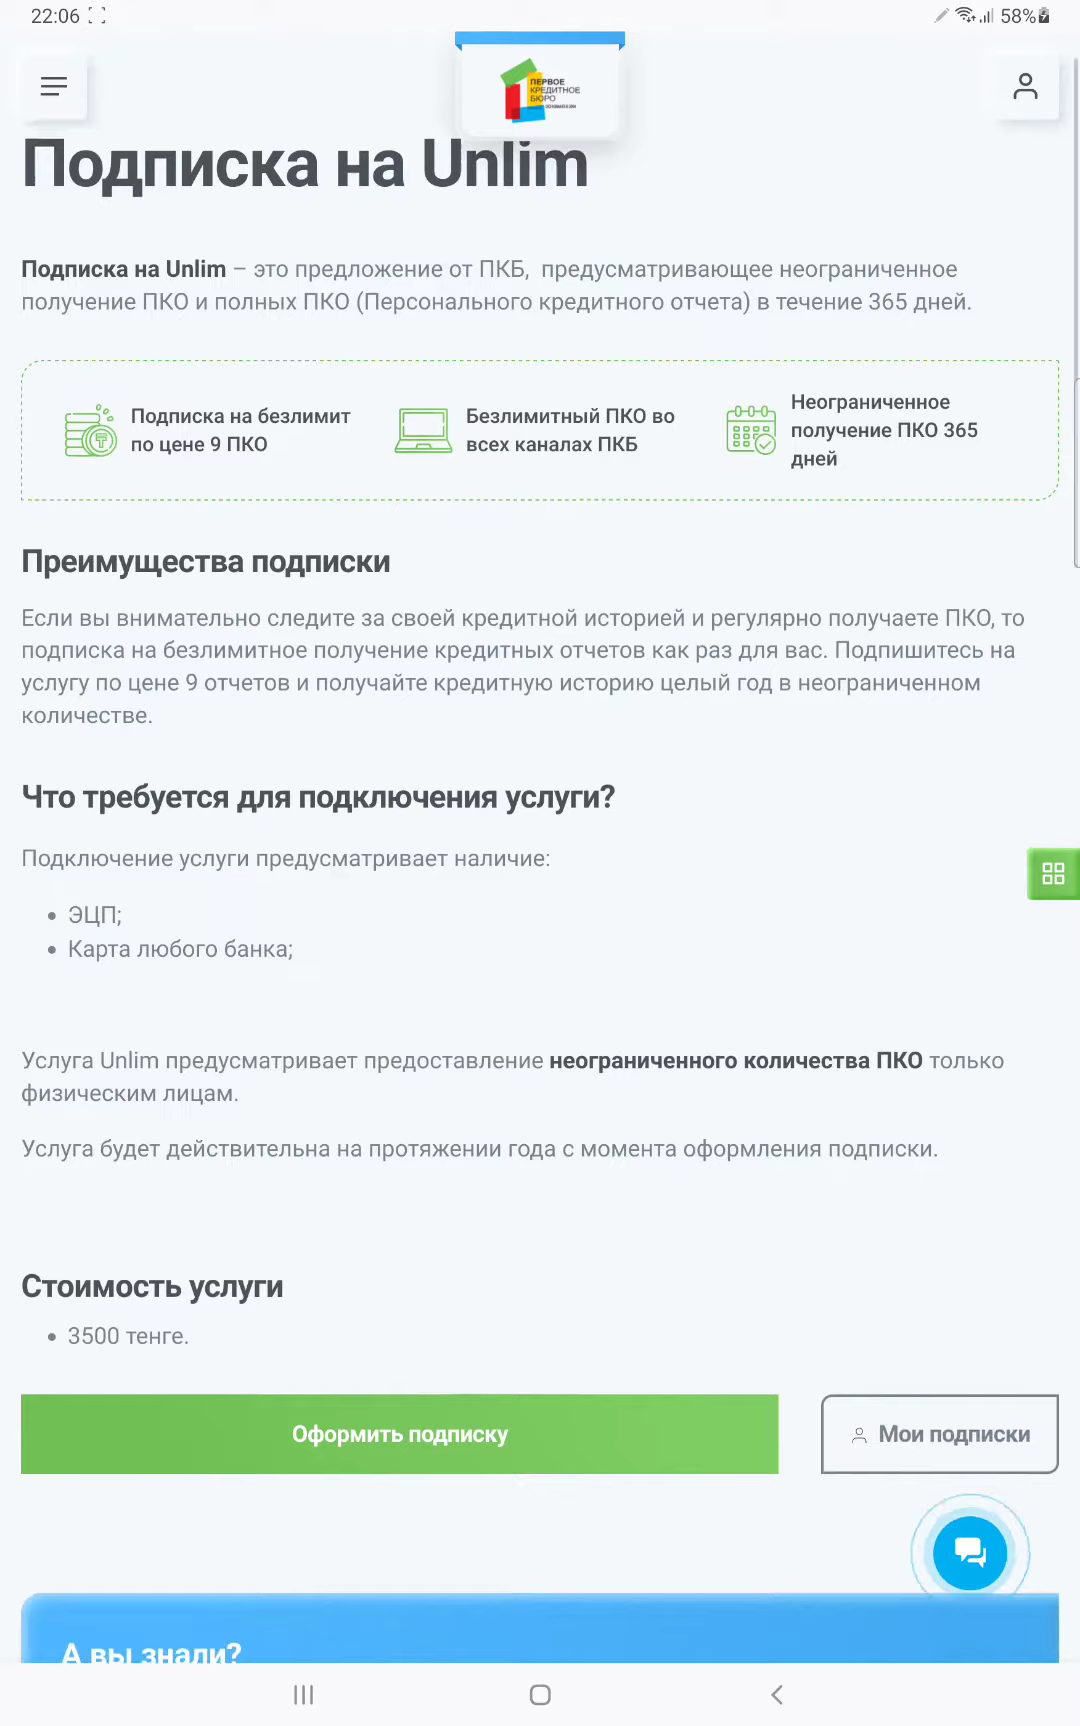 22:06
58%
ПЕРВОЕ
КРЕДИТНОЕ
БЮРО
Подписка на Unlim
Подписка на Unlim – это предложение от ПКБ, предусматривающее неограниченное
получение ПКО и полных ПКО (Персонального кредитного отчета) в течение 365 дней.
Подписка на безлимит
по цене 9 ПКО
Безлимитный ПКО во
всех каналах ПКБ
Неограниченное
получение ПКО 365
дней
Преимущества подписки
Если вы внимательно следите за своей кредитной историей и регулярно получаете ПКО, то
подписка на безлимитное получение кредитных отчетов как раз для вас. Подпишитесь на
услугу по цене 9 отчетов и получайте кредитную историю целый год в неограниченном
количестве.
Что требуется для подключения услуги?
Подключение услуги предусматривает наличие:
• ЭЦП;
• Карта любого банка;
Услуга Unlim предусматривает предоставление неограниченного количества ПКО только
физическим лицам.
Услуга будет действительна на протяжении года с момента оформления подписки.
Стоимость услуги
• 3500 тенге.
Оформить подписку
Мои подписки
А вы знали?